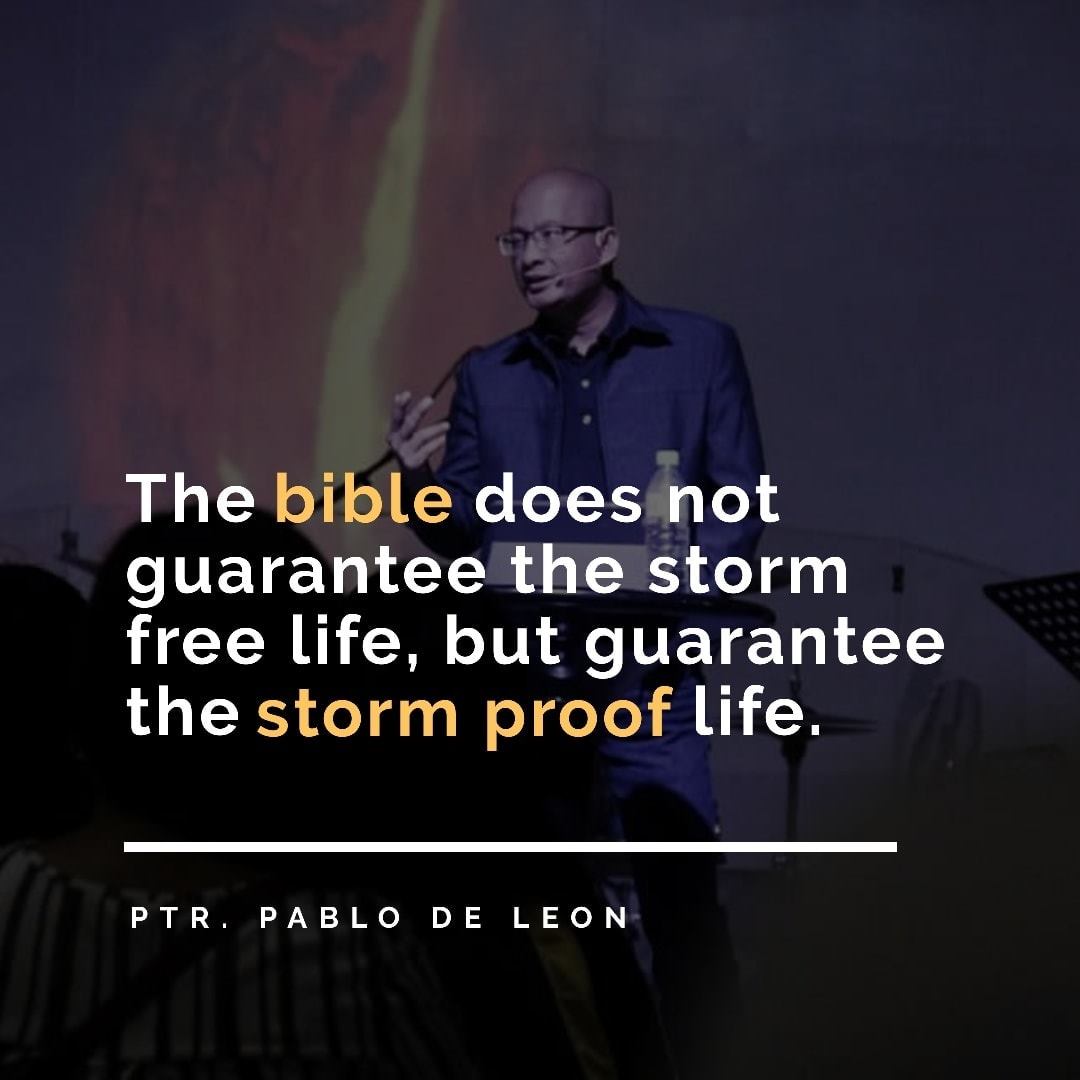 The bible does not
guarantee the storm
free life, but guarantee
the storm proof life.
PTR. PABLO DE LEON